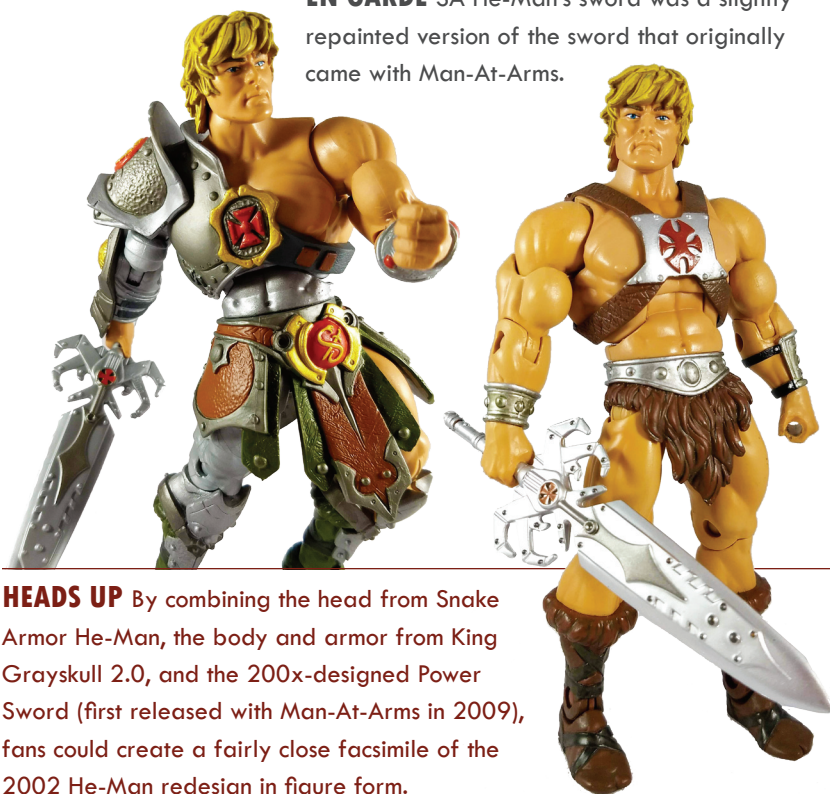 EN GARDE SA He-Man's sword was a slightly
repainted version of the sword that originally
came with Man-At-Arms.
HEADS UP By combining the head from Snake
Armor He-Man, the body and armor from King
Grayskull 2.0, and the 200x-designed Power
Sword (first released with Man-At-Arms in 2009),
fans could create a fairly close facsimile of the
2002 He-Man redesign in figure form.